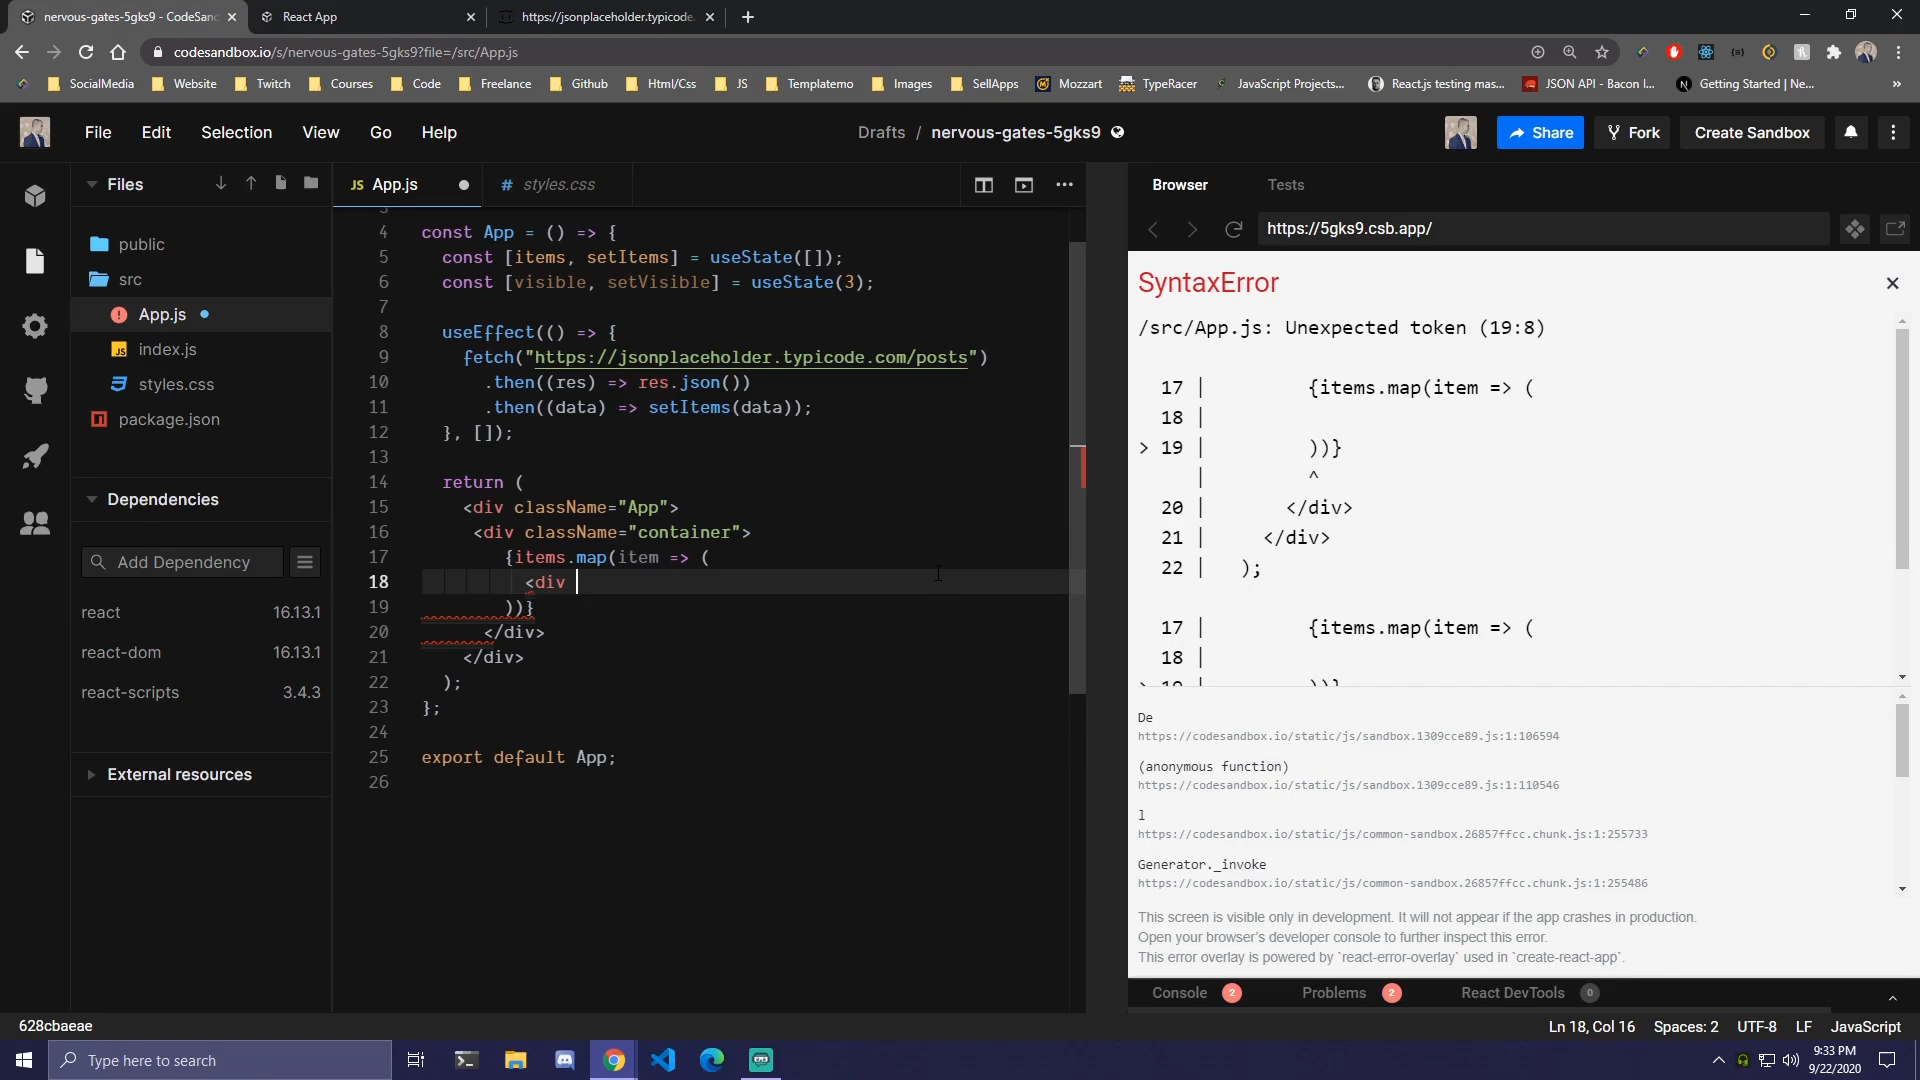 nervous-gates-5gks9 - CodeSand
React App
https://jsonplaceholder.typicode.
codesandbox.io/s/nervous-gates-5gks9?file=/src/App.js
SocialMedia Website Twitch Courses Code Freelance Github Html/Css JS Templatemo Images SellApps Mozzart TypeRacer JavaScript Projects... React.js testing mas... JSON API - Bacon I... Getting Started | Ne... »
File Edit Selection View Go Help
Drafts / nervous-gates-5gks9
Share Fork Create Sandbox
Files
public
src
App.js
index.js
styles.css
package.json
Dependencies
Add Dependency
react 16.13.1
react-dom 16.13.1
react-scripts 3.4.3
External resources
JS App.js
# styles.css
3
4 const App = () => {
5 const [items, setItems] = useState([]);
6 const [visible, setVisible] = useState(3);
7
8 useEffect(() => {
9 fetch("https://jsonplaceholder.typicode.com/posts")
10 .then((res) => res.json())
11 .then((data) => setItems(data));
12 }, []);
13
14 return (
15 <div className="App">
16 <div className="container">
17 {items.map(item => (
18 <div
19 ))}
20 </div>
21 </div>
22 );
23 };
24
25 export default App;
26
Browser Tests
https://5gks9.csb.app/
SyntaxError
/src/App.js: Unexpected token (19:8)
17 | {items.map(item => (
18 |
> 19 | ))}
| ^
20 | </div>
21 | </div>
22 | );
17 | {items.map(item => (
18 |
> 19 | ))}
De
https://codesandbox.io/static/js/sandbox.1309cce89.js:1:106594
(anonymous function)
https://codesandbox.io/static/js/sandbox.1309cce89.js:1:110546
l
https://codesandbox.io/static/js/common-sandbox.26857ffcc.chunk.js:1:255733
Generator._invoke
https://codesandbox.io/static/js/common-sandbox.26857ffcc.chunk.js:1:255486
This screen is visible only in development. It will not appear if the app crashes in production.
Open your browser's developer console to further inspect this error.
This error overlay is powered by `react-error-overlay` used in `create-react-app`.
Console 2 Problems 2 React DevTools 0
628cbaeae
Ln 18, Col 16 Spaces: 2 UTF-8 LF JavaScript
Type here to search
9:33 PM
9/22/2020